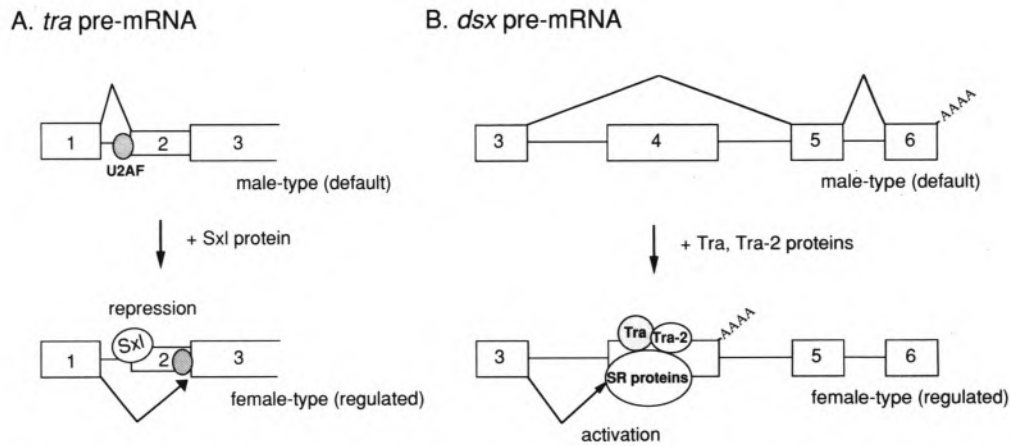 A. tra pre-mRNA
1
2
3
U2AF
male-type (default)
+ Sxl protein
repression
1
Sxl
2
3
female-type (regulated)
B. dsx pre-mRNA
3
4
5
6
AAAA
male-type (default)
+ Tra, Tra-2 proteins
3
Tra
Tra-2
SR proteins
AAAA
5
6
female-type (regulated)
activation